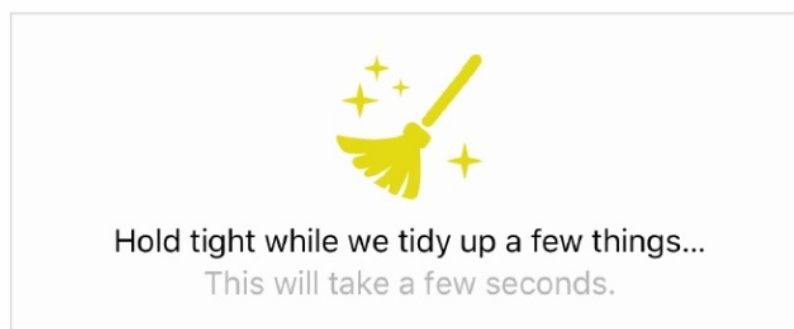 Hold tight while we tidy up a few things...
This will take a few seconds.